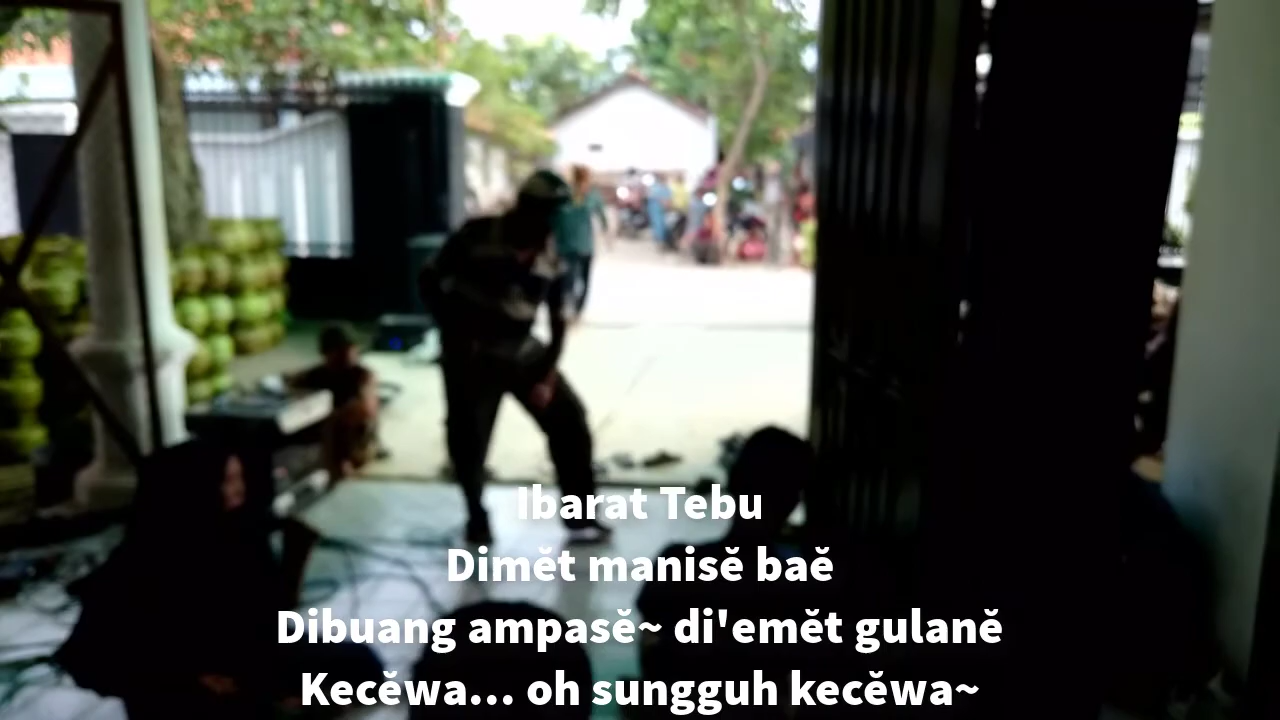 Ibarat Tebu
Dimĕt manisĕ baĕ
Dibuang ampasĕ~ di'emĕt gulanĕ
Kecĕwa... oh sungguh kecĕwa~